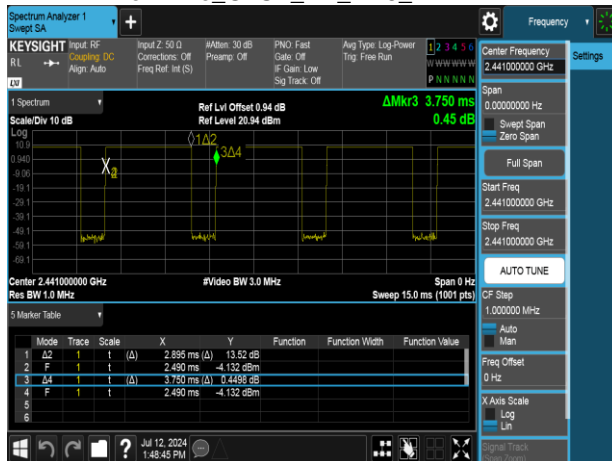 Spectrum Analyzer 1
Swept SA
+
Frequency
KEYSIGHT Input: RF Input Z: 50 Ω #Atten: 30 dB PNO: Fast Avg Type: Log-Power 1 2 3 4 5 6
RL Coupling: DC Corrections: Off Preamp: Off Gate: Off Trig: Free Run W W W W W W
Align: Auto Freq Ref: Int (S) IF Gain: Low
Sig Track: Off P N N N N N
LXI
Center Frequency
2.441000000 GHz
Settings
Span
0.00000000 Hz
Swept Span
Zero Span
Full Span
Start Freq
2.441000000 GHz
Stop Freq
2.441000000 GHz
AUTO TUNE
CF Step
1.000000 MHz
Auto
Man
Freq Offset
0 Hz
X Axis Scale
Log
Lin
Signal Track
(Span Zoom)
1 Spectrum
Scale/Div 10 dB
Log
Ref Lvl Offset 0.94 dB
Ref Level 20.94 dBm
ΔMkr3 3.750 ms
0.45 dB
10.9
0.940
-9.06
-19.1
-29.1
-39.1
-49.1
-59.1
-69.1
1Δ2
3Δ4
Center 2.441000000 GHz #Video BW 3.0 MHz Span 0 Hz
Res BW 1.0 MHz Sweep 15.0 ms (1001 pts)
5 Marker Table
Mode Trace Scale X Y Function Function Width Function Value
1 Δ2 1 t (Δ) 2.895 ms (Δ) 13.52 dB
2 F 1 t 2.490 ms -4.132 dBm
3 Δ4 1 t (Δ) 3.750 ms (Δ) 0.4498 dB
4 F 1 t 2.490 ms -4.132 dBm
5
6
?
Jul 12, 2024
1:48:45 PM